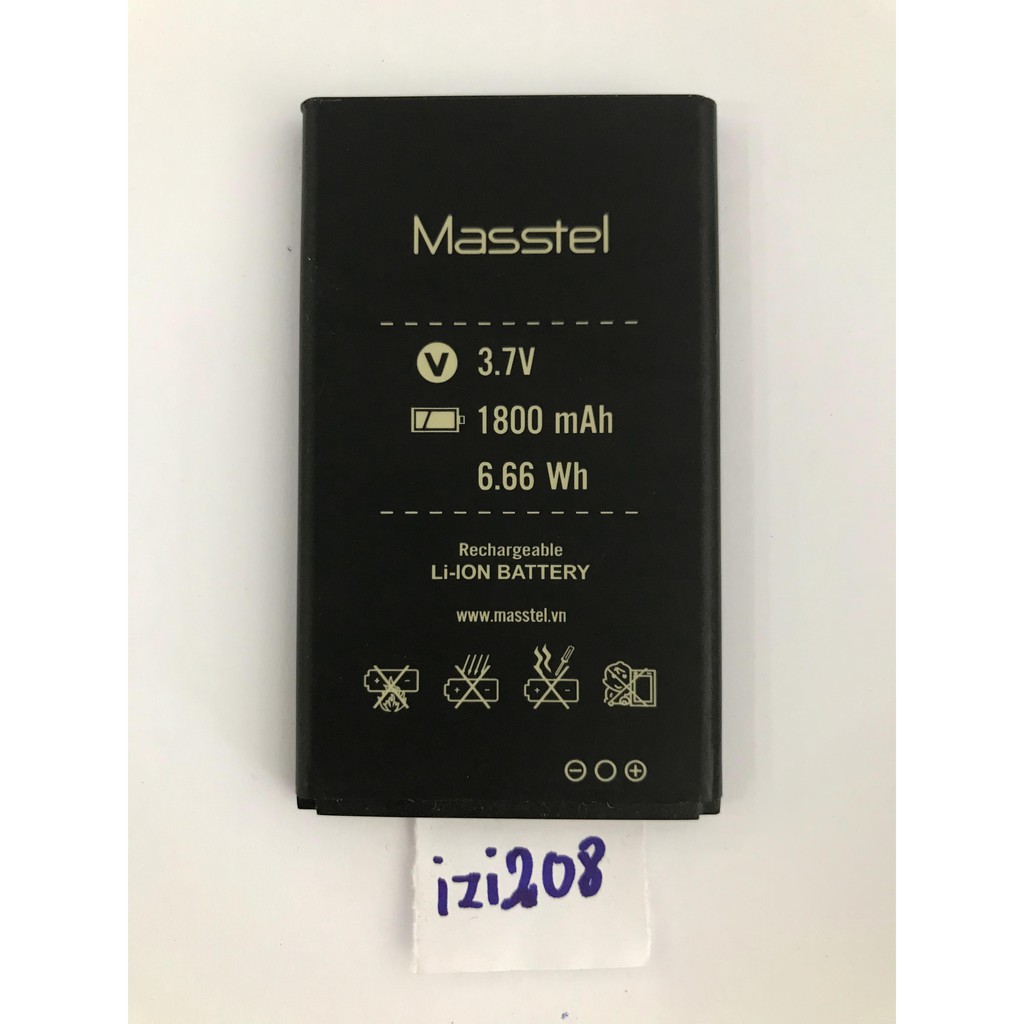 Masstel
V 3.7V
1800 mAh
6.66 Wh
Rechargeable
Li-ION BATTERY
www.masstel.vn
izi208